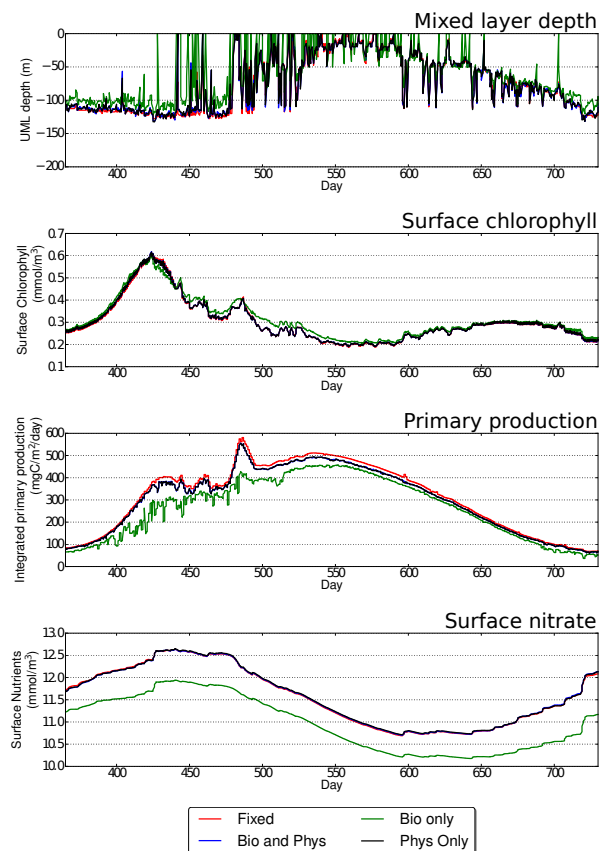 Mixed layer depth
UML depth (m)
0
−50
−100
−150
−200
400 450 500 550 600 650 700
Day
Surface chlorophyll
Surface Chlorophyll
(mmol/m³)
0.7
0.6
0.5
0.4
0.3
0.2
0.1
400 450 500 550 600 650 700
Day
Primary production
Integrated primary production
(mgC/m²/day)
600
500
400
300
200
100
0
400 450 500 550 600 650 700
Day
Surface nitrate
Surface Nutrients
(mmol/m³)
13.0
12.5
12.0
11.5
11.0
10.5
10.0
400 450 500 550 600 650 700
Day
Fixed Bio only
Bio and Phys Phys Only